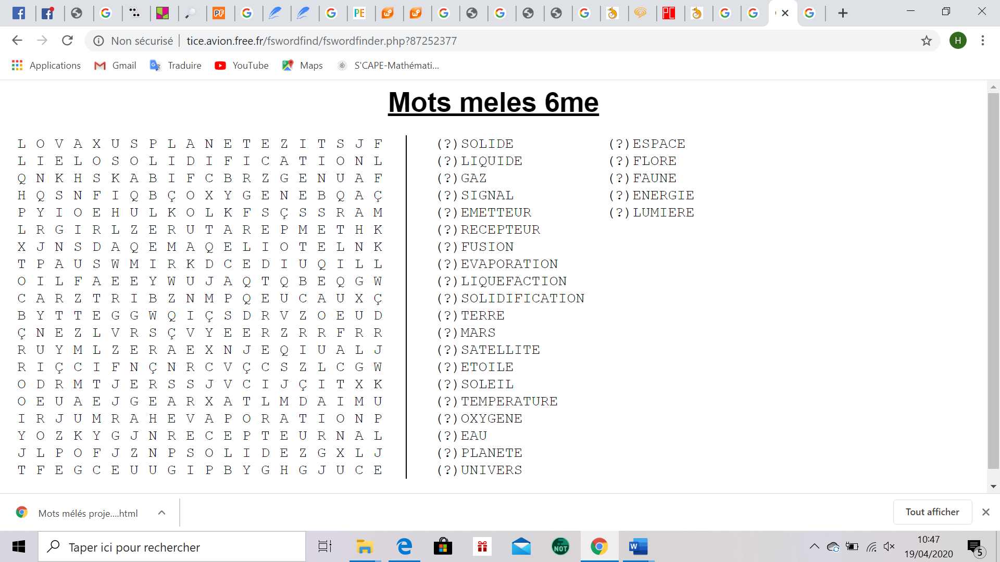 Non sécurisé | tice.avion.free.fr/fswordfind/fswordfinder.php?87252377
H
Applications Gmail Traduire YouTube Maps S'CAPE-Mathémati...
Mots meles 6me
L O V A X U S P L A N E T E Z I T S J F
L I E L O S O L I D I F I C A T I O N L
Q N K H S K A B I F C B R Z G E N U A F
H Q S N F I Q B Ç O X Y G E N E B Q A Ç
P Y I O E H U L K O L K F S Ç S S R A M
L R G I R L Z E R U T A R E P M E T H K
X J N S D A Q E M A Q E L I O T E L N K
T P A U S W M I R K D C E D I U Q I L L
O I L F A E E Y W U J A Q T Q B E Q G W
C A R Z T R I B Z N M P Q E U C A U X Ç
B Y T T E G G W Q I Ç S D R V Z O E U D
Ç N E Z L V R S Ç V Y E E R Z R R F R R
R U Y M L Z E R A E X N J E Q I U A L J
R I Ç C I F N Ç N R C V Ç C S Z L C G W
O D R M T J E R S S J V C I J Ç I T X K
O E U A E J G E A R X A T L M D A I M U
I R J U M R A H E V A P O R A T I O N P
Y O Z K Y G J N R E C E P T E U R N A L
J L P O F J Z N P S O L I D E Z G X L J
T F E G C E U U G I P B Y G H G J U C E
(?)SOLIDE
(?)LIQUIDE
(?)GAZ
(?)SIGNAL
(?)EMETTEUR
(?)RECEPTEUR
(?)FUSION
(?)EVAPORATION
(?)LIQUEFACTION
(?)SOLIDIFICATION
(?)TERRE
(?)MARS
(?)SATELLITE
(?)ETOILE
(?)SOLEIL
(?)TEMPERATURE
(?)OXYGENE
(?)EAU
(?)PLANETE
(?)UNIVERS
(?)ESPACE
(?)FLORE
(?)FAUNE
(?)ENERGIE
(?)LUMIERE
Mots mélés proje....html
Tout afficher
Taper ici pour rechercher
NOT
10:47
19/04/2020
5